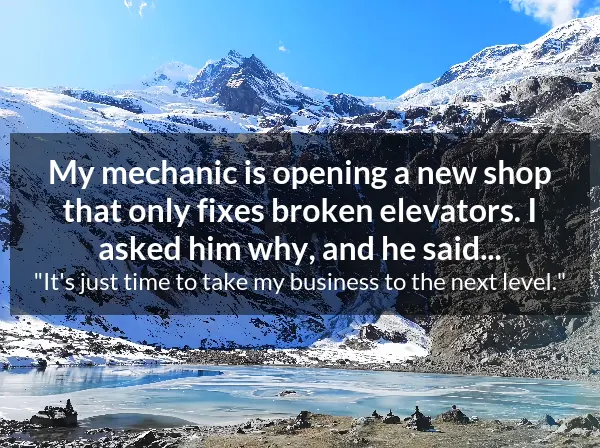 My mechanic is opening a new shop
that only fixes broken elevators. I
asked him why, and he said...
"It's just time to take my business to the next level."